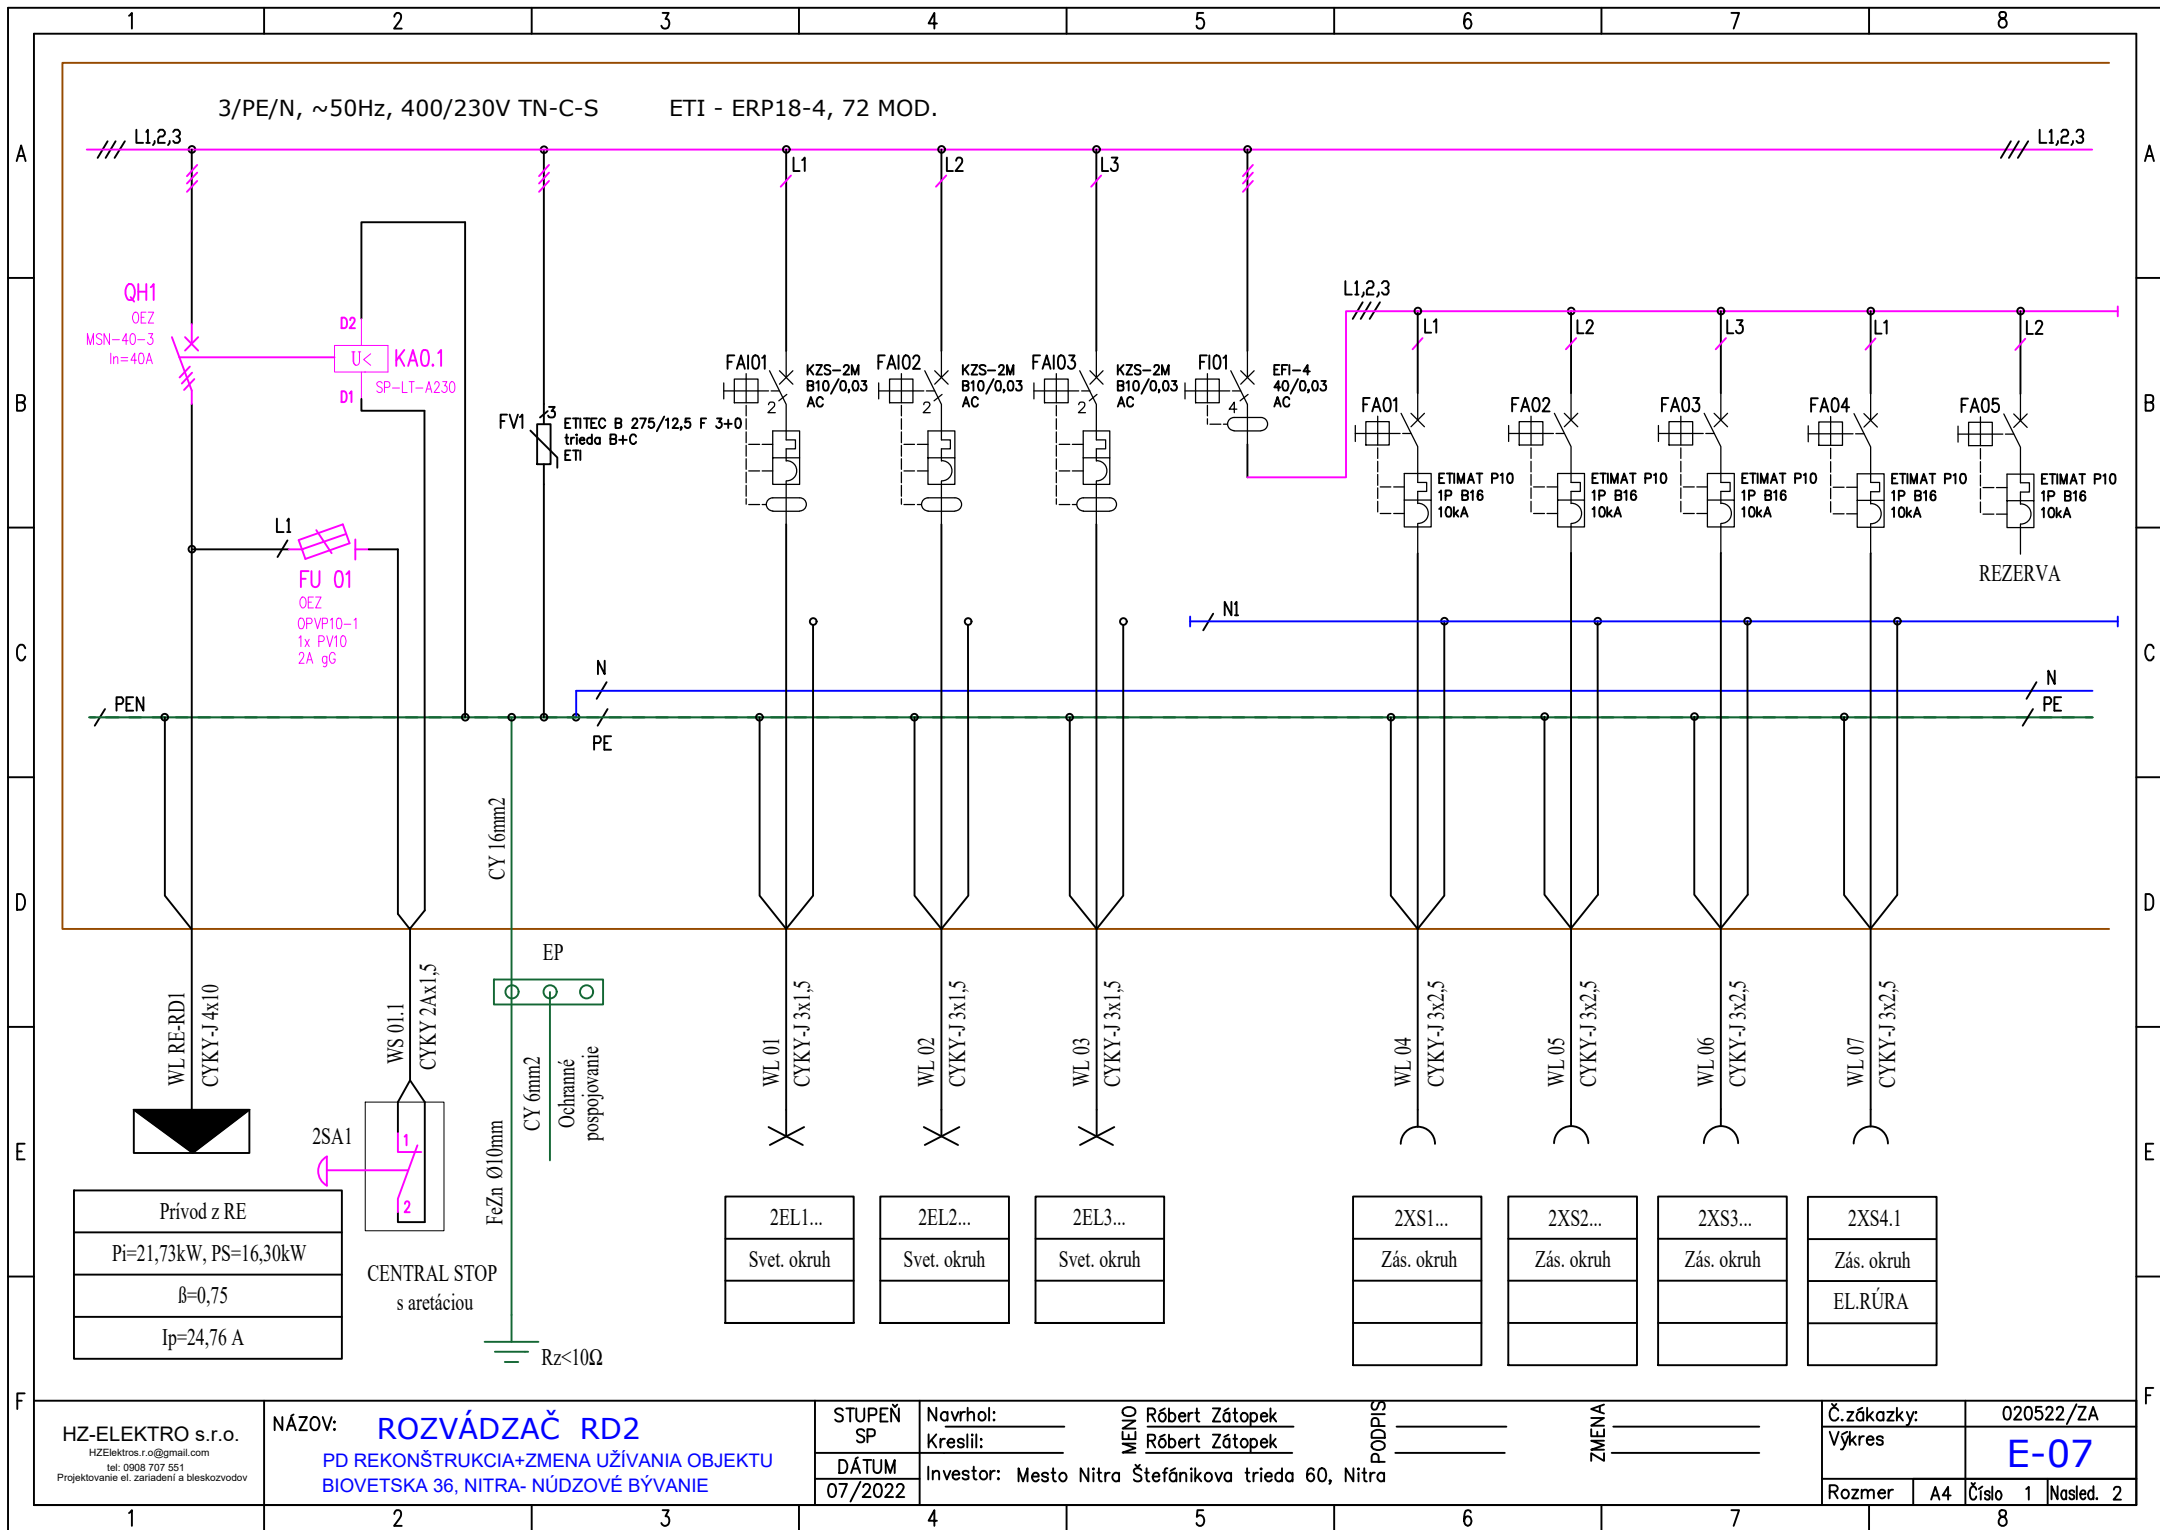 1 2 3 4 5 6 7 8
3/PE/N, ~50Hz, 400/230V TN-C-S
ETI - ERP18-4, 72 MOD.
A
L1,2,3
L1
L2
L3
L1,2,3
A
QH1
OEZ
MSN-40-3
In=40A
D2
U<
KA0.1
SP-LT-A230
D1
B
FV1
3
ETITEC B 275/12,5 F 3+0
trieda B+C
ETI
FAI01
2
KZS-2M
B10/0,03
AC
FAI02
2
KZS-2M
B10/0,03
AC
FAI03
2
KZS-2M
B10/0,03
AC
FI01
4
EFI-4
40/0,03
AC
L1,2,3
L1
L2
L3
L1
L2
FA01
ETIMAT P10
1P B16
10kA
FA02
ETIMAT P10
1P B16
10kA
FA03
ETIMAT P10
1P B16
10kA
FA04
ETIMAT P10
1P B16
10kA
FA05
ETIMAT P10
1P B16
10kA
REZERVA
B
L1
FU 01
OEZ
OPVP10-1
1x PV10
2A gG
C
N1
C
N
N
PEN
PE
PE
D
CY 16mm2
D
EP
WL RE-RD1
CYKY-J 4x10
WS 01.1
CYKY 2Ax1,5
CY 6mm2
Ochranné
pospojovanie
FeZn Ø10mm
WL 01
CYKY-J 3x1,5
WL 02
CYKY-J 3x1,5
WL 03
CYKY-J 3x1,5
WL 04
CYKY-J 3x2,5
WL 05
CYKY-J 3x2,5
WL 06
CYKY-J 3x2,5
WL 07
CYKY-J 3x2,5
E
2SA1
1
2
E
Prívod z RE
Pi=21,73kW, PS=16,30kW
ß=0,75
Ip=24,76 A
CENTRAL STOP
s aretáciou
Rz<10Ω
2EL1...
Svet. okruh
2EL2...
Svet. okruh
2EL3...
Svet. okruh
2XS1...
Zás. okruh
2XS2...
Zás. okruh
2XS3...
Zás. okruh
2XS4.1
Zás. okruh
EL.RÚRA
F
F
HZ-ELEKTRO s.r.o.
HZElektros.r.o@gmail.com
tel: 0908 707 551
Projektovanie el. zariadení a bleskozvodov
NÁZOV:
ROZVÁDZAČ RD2
PD REKONŠTRUKCIA+ZMENA UŽÍVANIA OBJEKTU
BIOVETSKA 36, NITRA- NÚDZOVÉ BÝVANIE
STUPEŇ
SP
DÁTUM
07/2022
Navrhol:
Kreslil:
MENO
Róbert Zátopek
Róbert Zátopek
PODPIS
ZMENA
Investor: Mesto Nitra Štefánikova trieda 60, Nitra
Č.zákazky:
020522/ZA
Výkres
E-07
Rozmer
A4
Číslo 1
Nasled. 2
1 2 3 4 5 6 7 8